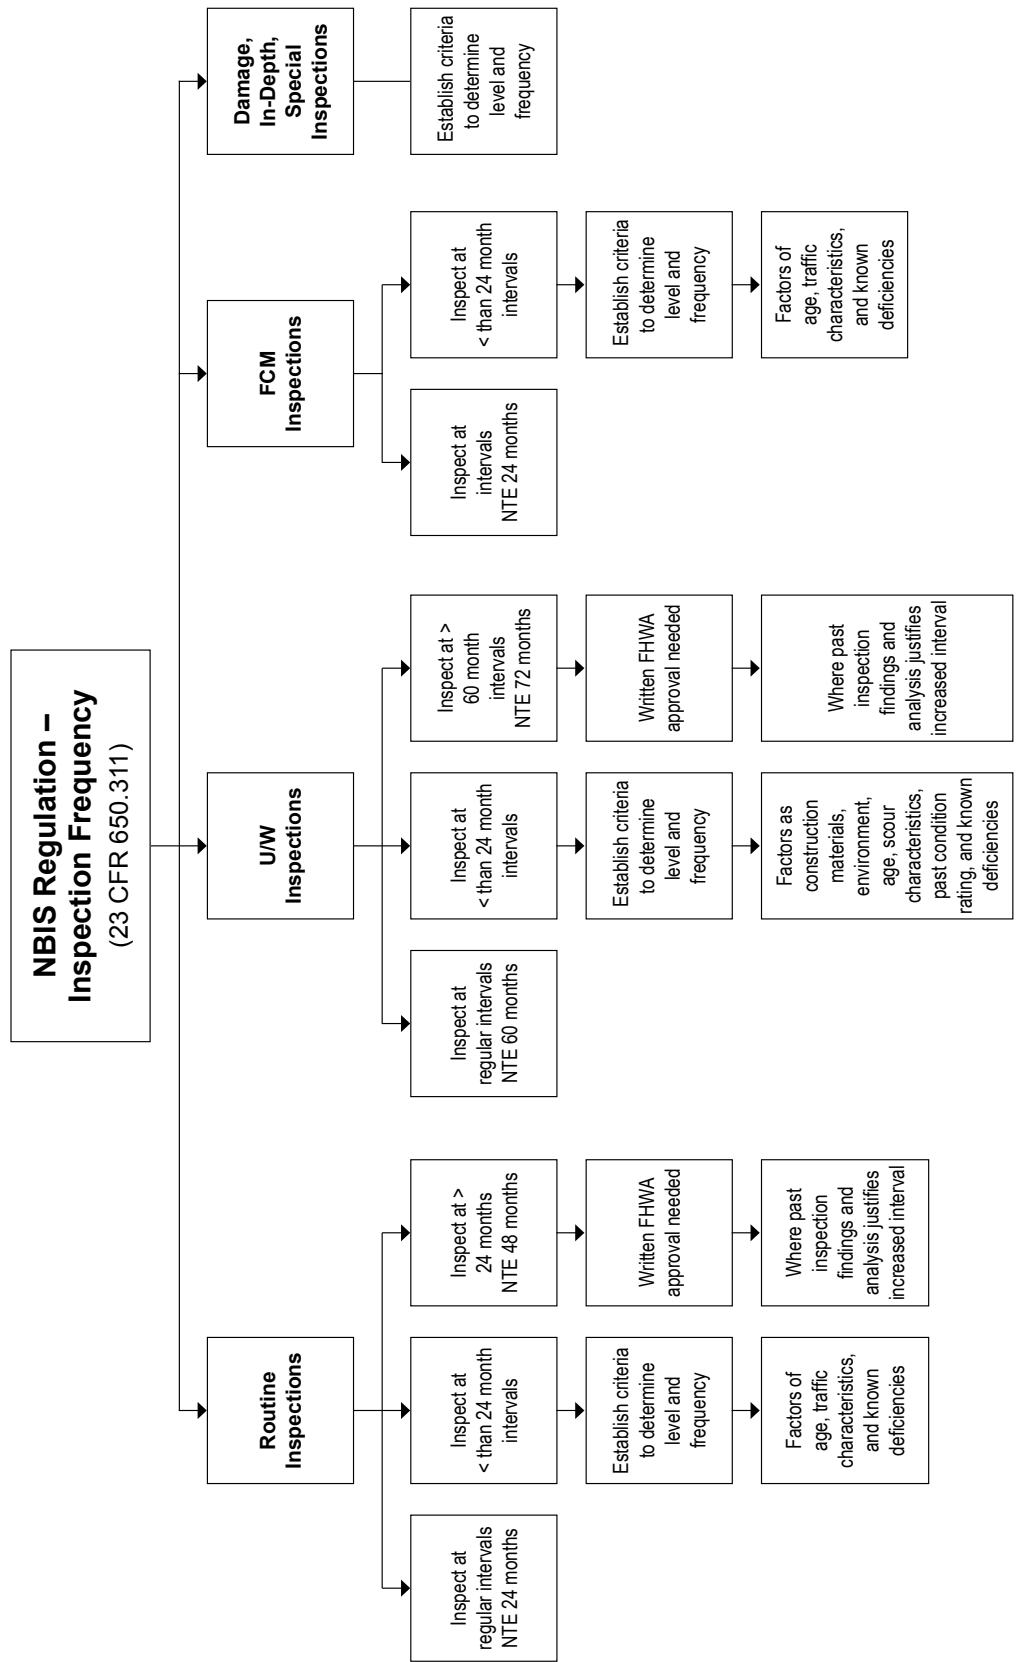 NBIS Regulation –
Inspection Frequency
(23 CFR 650.311)
Routine
Inspections
Inspect at
regular intervals
NTE 24 months
Inspect at
< than 24 month
intervals
Establish criteria
to determine
level and
frequency
Factors of
age, traffic
characteristics,
and known
deficiencies
Inspect at >
24 months
NTE 48 months
Written FHWA
approval needed
Where past
inspection
findings and
analysis justifies
increased interval
U/W
Inspections
Inspect at
regular intervals
NTE 60 months
Inspect at
< than 24 month
intervals
Establish criteria
to determine
level and
frequency
Factors as
construction
materials,
environment,
age, scour
characteristics,
past condition
rating, and known
deficiencies
Inspect at >
60 month
intervals
NTE 72 months
Written FHWA
approval needed
Where past
inspection
findings and
analysis justifies
increased interval
FCM
Inspections
Inspect at
intervals
NTE 24 months
Inspect at
< than 24 month
intervals
Establish criteria
to determine
level and
frequency
Factors of
age, traffic
characteristics,
and known
deficiencies
Damage,
In-Depth,
Special
Inspections
Establish criteria
to determine
level and
frequency